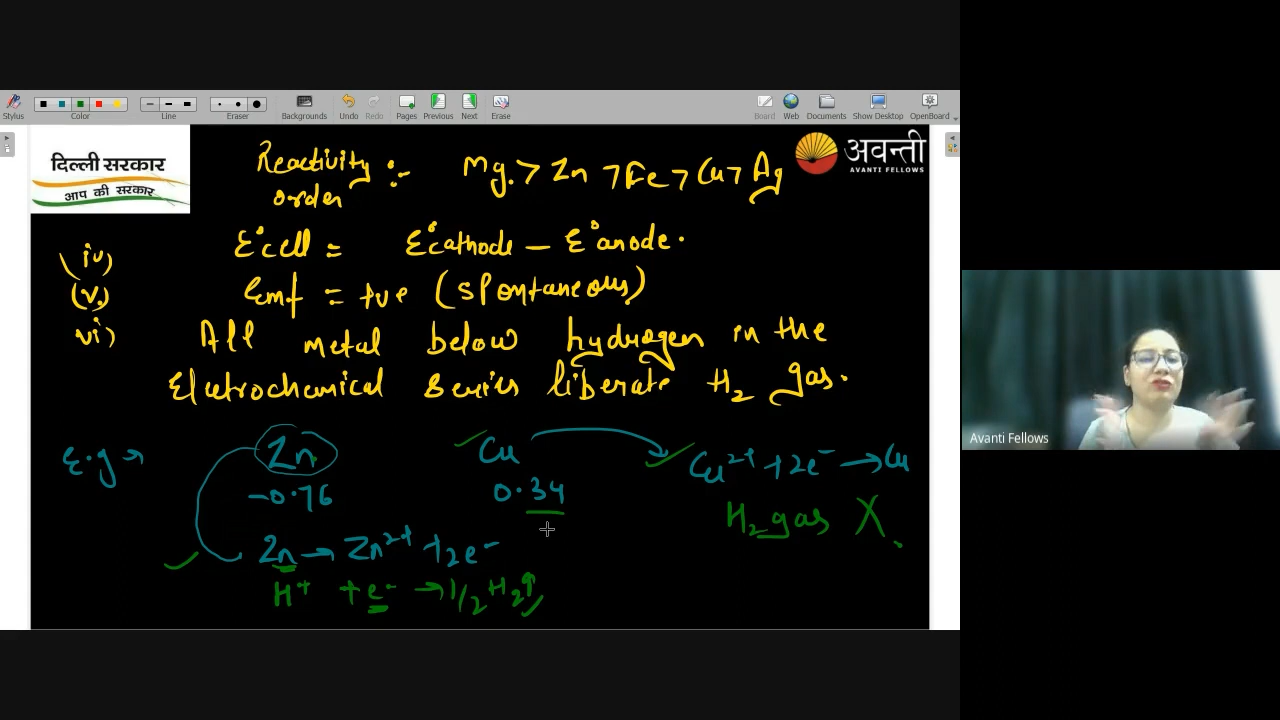 Stylus
Color
Line
Eraser
Backgrounds
Undo
Redo
Pages
Previous
Next
Erase
Board
Web
Documents
Show Desktop
OpenBoard
दिल्ली सरकार
आप की सरकार
अवन्ती
AVANTI FELLOWS
Reactivity order :- Mg. > Zn > Fe > Cu > Ag
(iv) E°cell = E°cathode — E°anode.
(v.) Emf = +ve (spontaneous)
vi) All metal below hydrogen in the
Eletrochemical series liberate H2 gas.
E.g → Zn Cu Cu2+ + 2e- → Cu
-0.76 0.34 H2 gas X
Zn → Zn2+ + 2e-
H+ + e- → 1/2 H2 ↑
Avanti Fellows